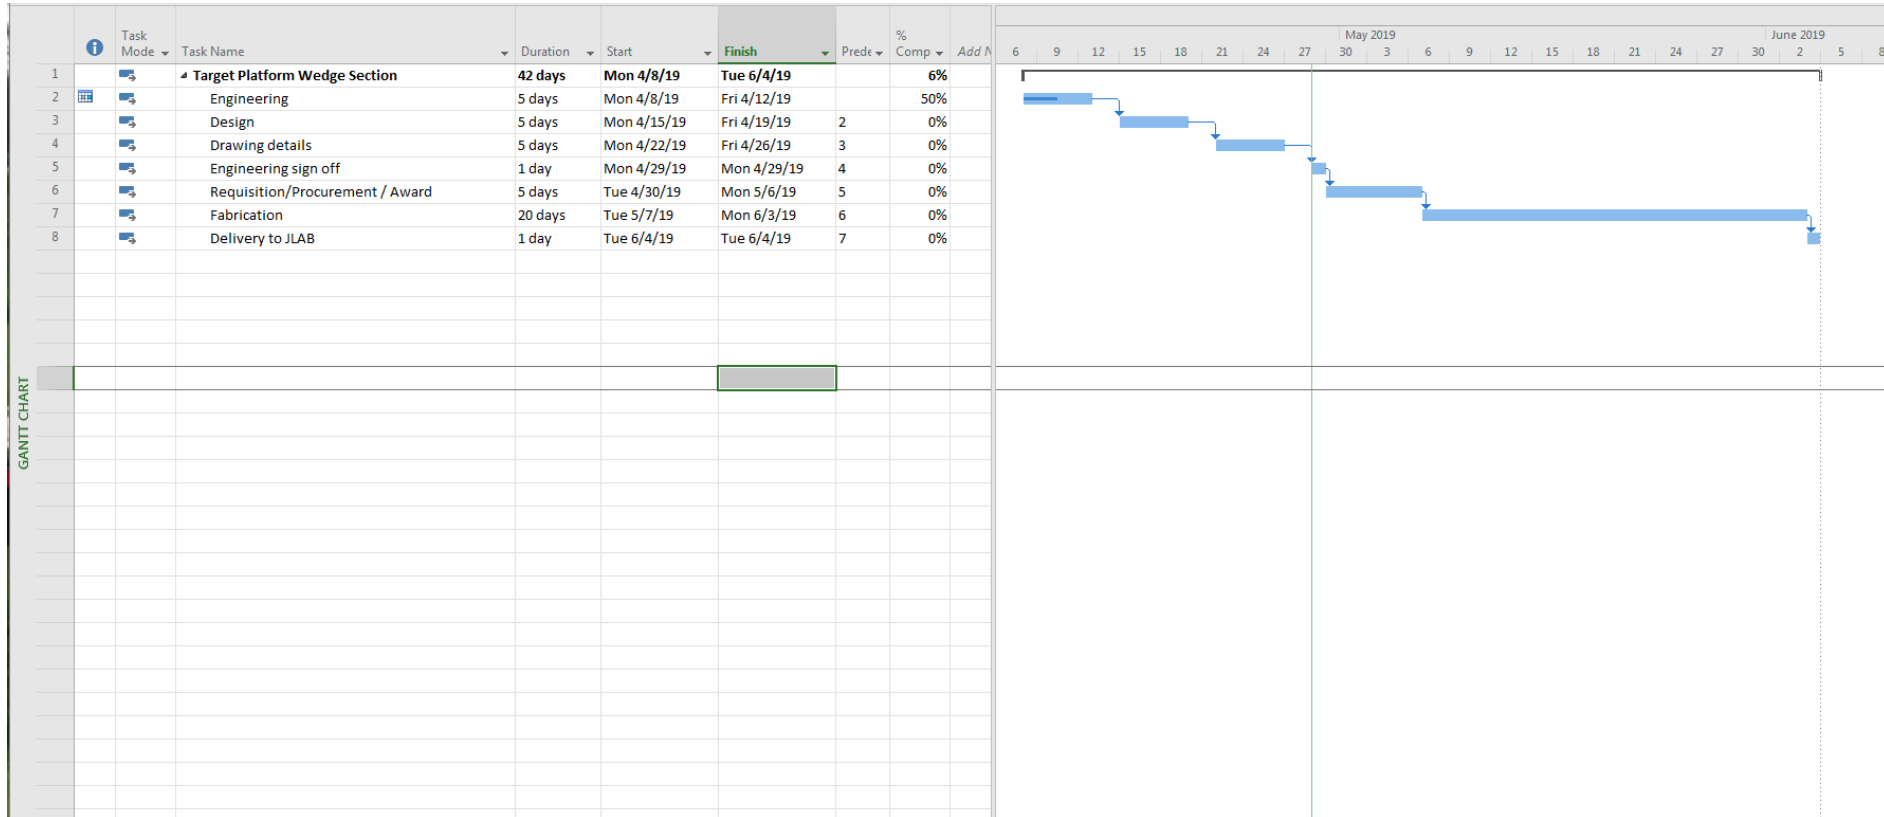 May 2019 June 2019
Task Mode Task Name Duration Start Finish Prede % Comp Add N
6 9 12 15 18 21 24 27 30 3 6 9 12 15 18 21 24 27 30 2 5 8
1 Target Platform Wedge Section 42 days Mon 4/8/19 Tue 6/4/19 6%
2 Engineering 5 days Mon 4/8/19 Fri 4/12/19 50%
3 Design 5 days Mon 4/15/19 Fri 4/19/19 2 0%
4 Drawing details 5 days Mon 4/22/19 Fri 4/26/19 3 0%
5 Engineering sign off 1 day Mon 4/29/19 Mon 4/29/19 4 0%
6 Requisition/Procurement / Award 5 days Tue 4/30/19 Mon 5/6/19 5 0%
7 Fabrication 20 days Tue 5/7/19 Mon 6/3/19 6 0%
8 Delivery to JLAB 1 day Tue 6/4/19 Tue 6/4/19 7 0%
GANTT CHART